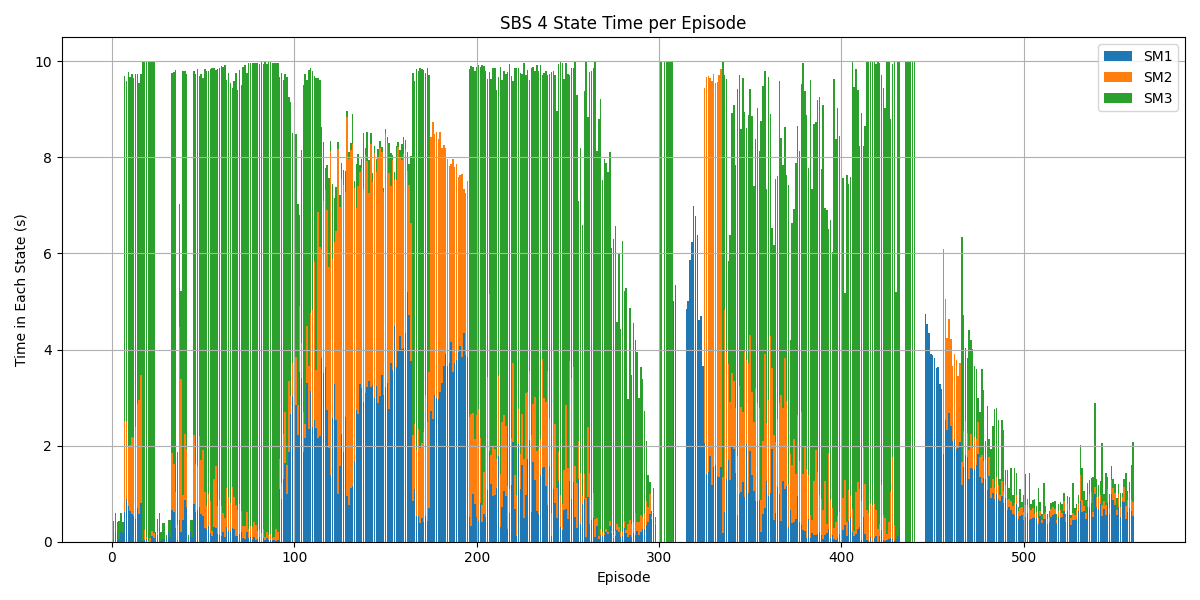 SBS 4 State Time per Episode
10
8
6
4
2
0
Time in Each State (s)
SM1
SM2
SM3
0 100 200 300 400 500
Episode